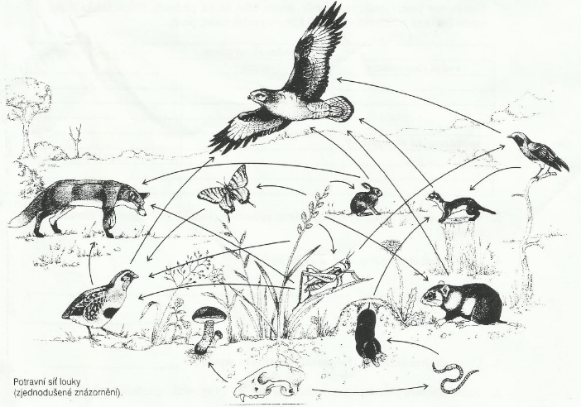 Potravní síť louky
(zjednodušené znázornění).